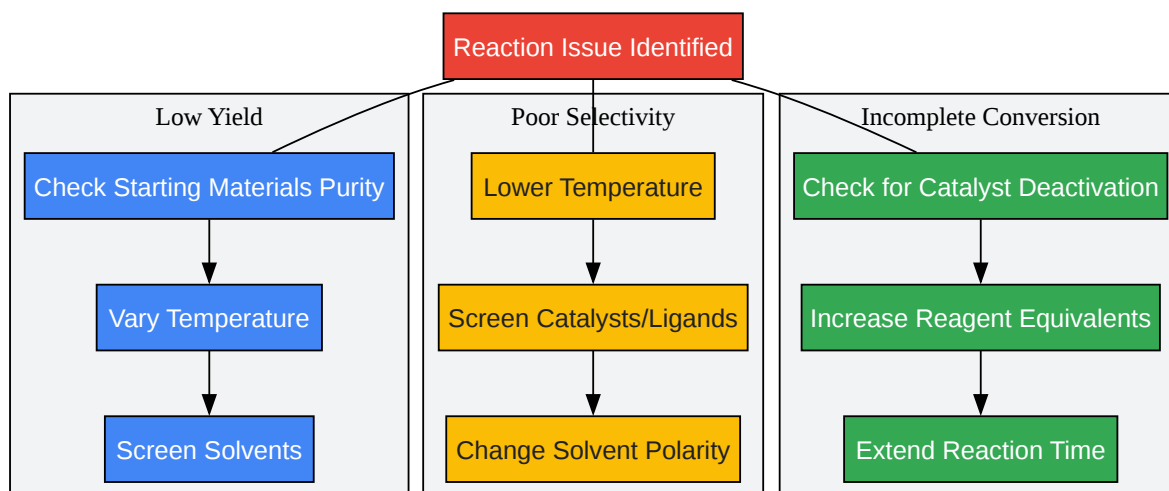 Reaction Issue Identified
Low Yield
Check Starting Materials Purity
Vary Temperature
Screen Solvents
Poor Selectivity
Lower Temperature
Screen Catalysts/Ligands
Change Solvent Polarity
Incomplete Conversion
Check for Catalyst Deactivation
Increase Reagent Equivalents
Extend Reaction Time